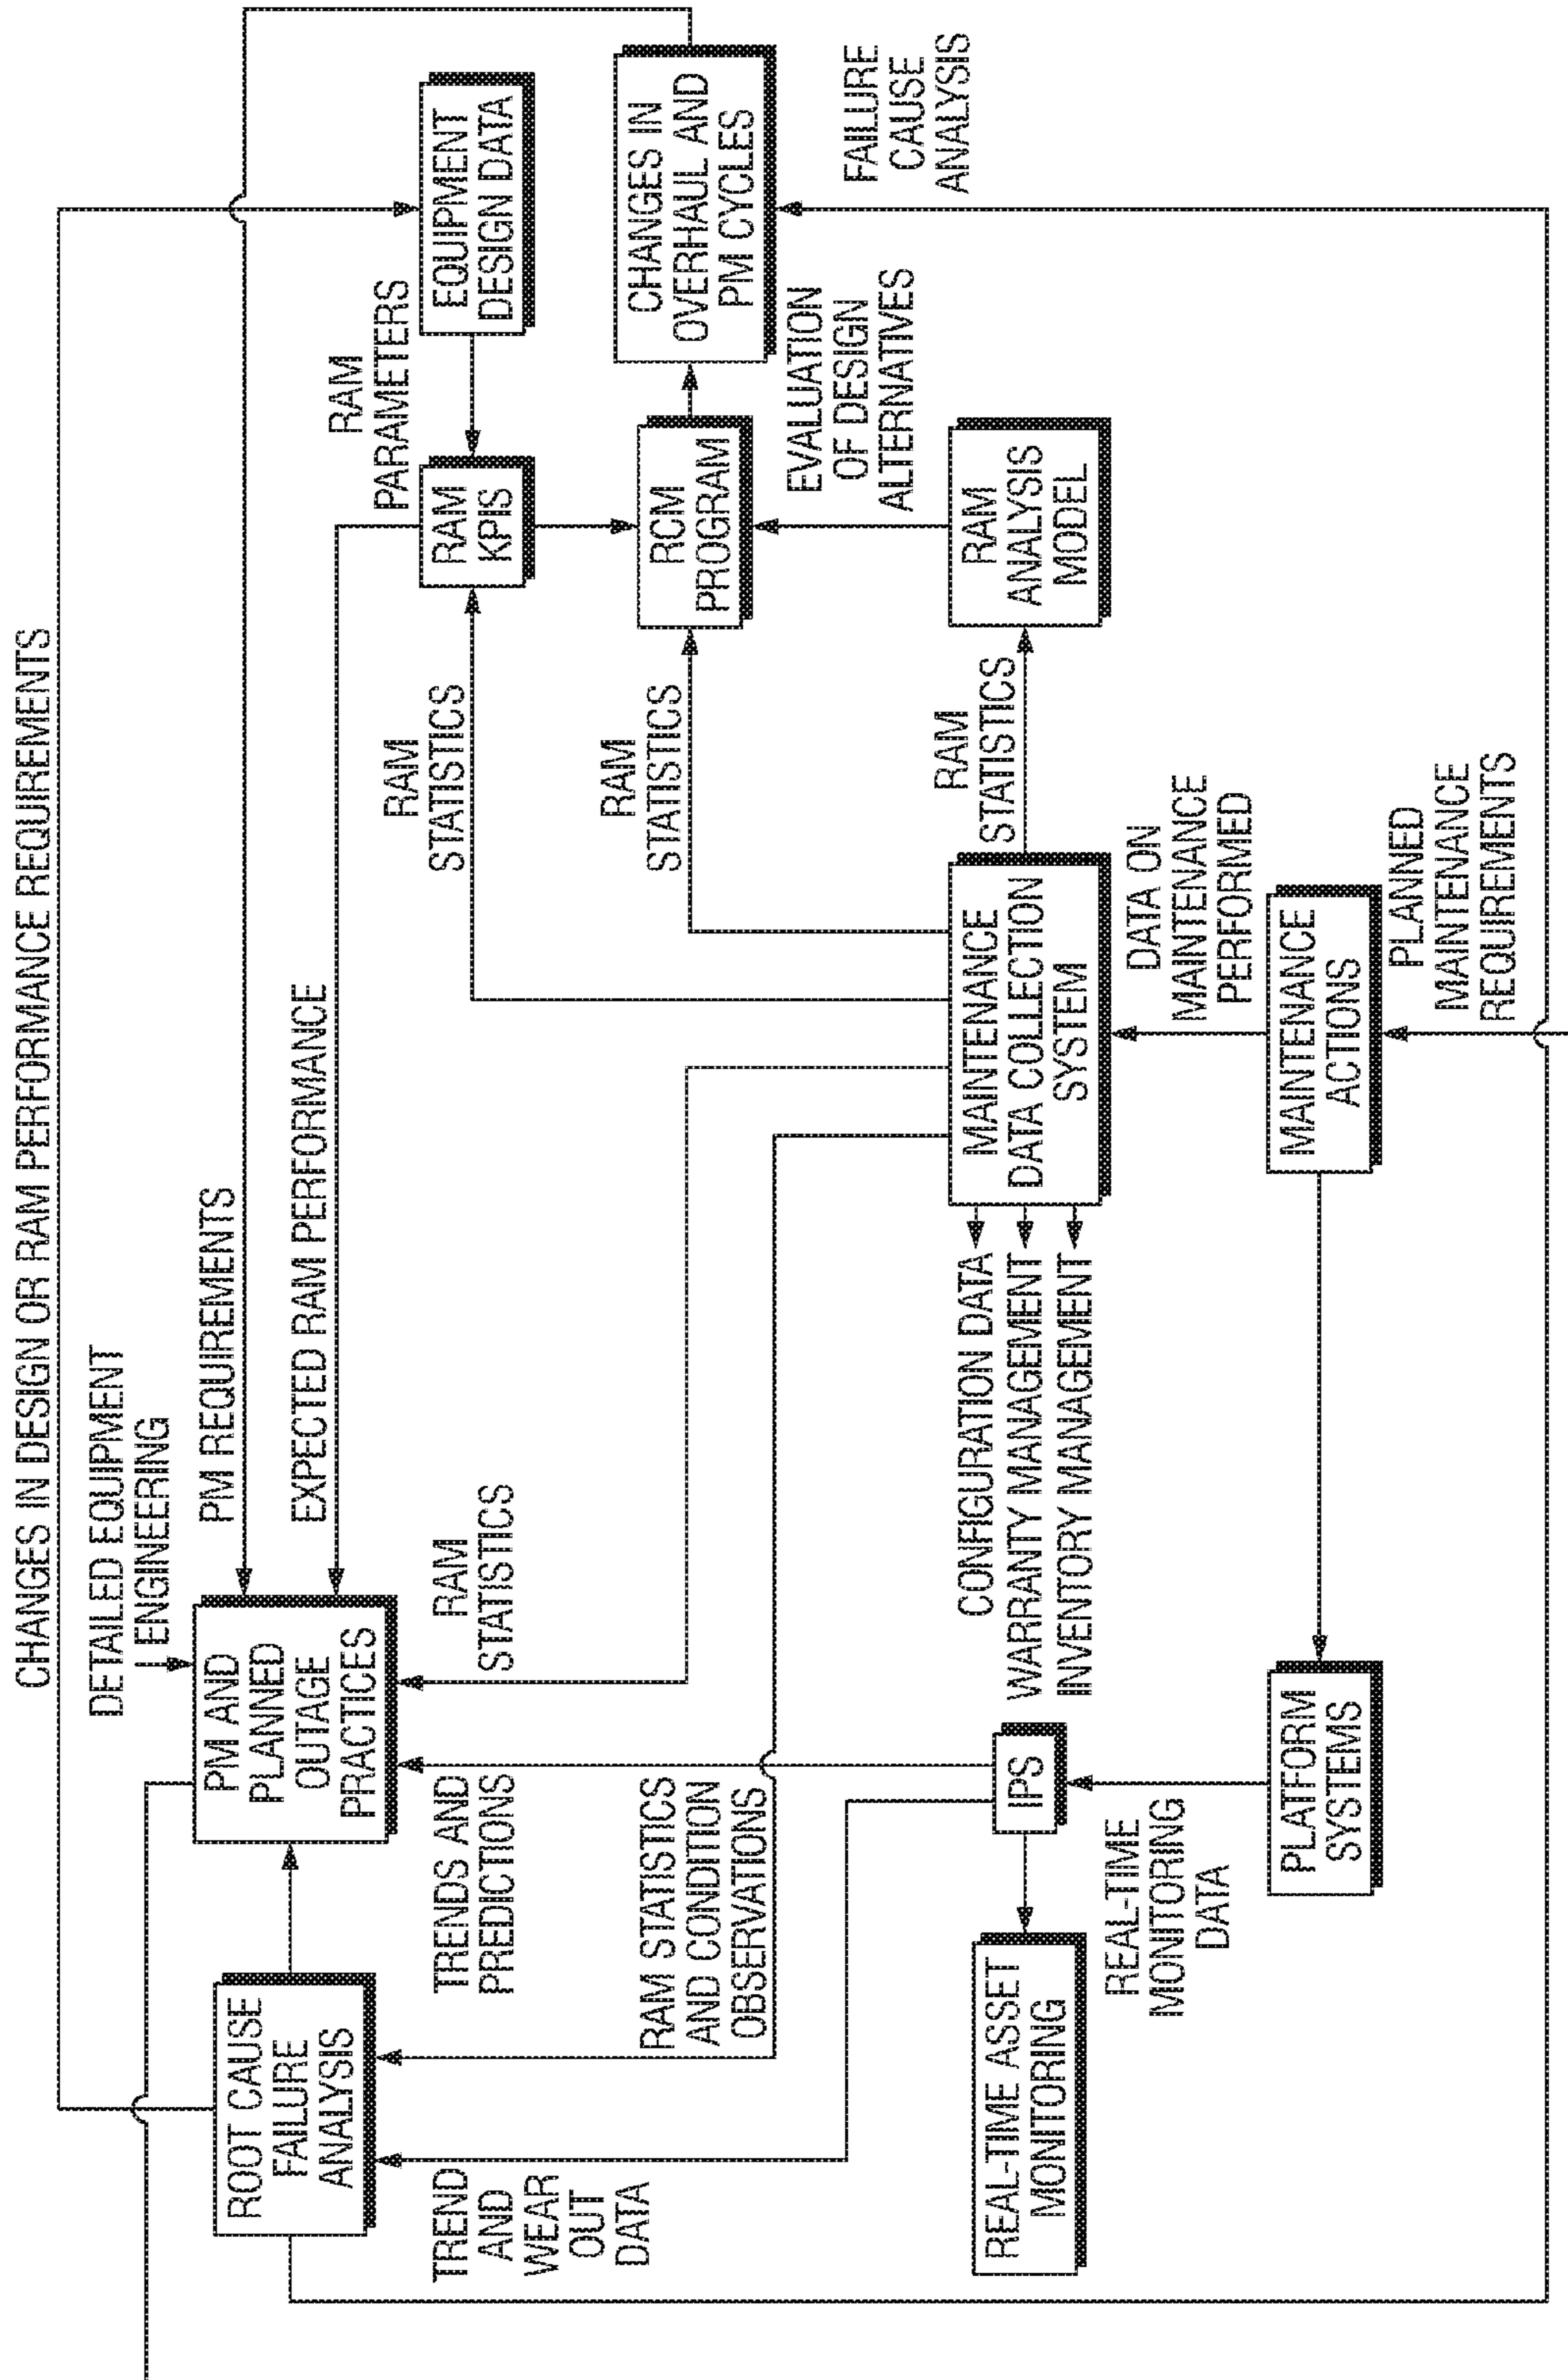 CHANGES IN DESIGN OR RAM PERFORMANCE REQUIREMENTS
DETAILED EQUIPMENT
ENGINEERING
PM REQUIREMENTS
EXPECTED RAM PERFORMANCE
ROOT CAUSE
FAILURE
ANALYSIS
PM AND
PLANNED
OUTAGE
PRACTICES
RAM
PARAMETERS
EQUIPMENT
DESIGN DATA
RAM
KPIS
RAM
STATISTICS
RAM
STATISTICS
TREND
AND
WEAR
OUT
DATA
TRENDS AND
PREDICTIONS
RAM STATISTICS
AND CONDITION
OBSERVATIONS
RAM
STATISTICS
RCM
PROGRAM
CHANGES IN
OVERHAUL AND
PM CYCLES
EVALUATION
OF DESIGN
ALTERNATIVES
FAILURE
CAUSE
ANALYSIS
REAL-TIME ASSET
MONITORING
IPS
CONFIGURATION DATA
WARRANTY MANAGEMENT
INVENTORY MANAGEMENT
MAINTENANCE
DATA COLLECTION
SYSTEM
RAM
STATISTICS
RAM
ANALYSIS
MODEL
REAL-TIME
MONITORING
DATA
DATA ON
MAINTENANCE
PERFORMED
PLATFORM
SYSTEMS
MAINTENANCE
ACTIONS
PLANNED
MAINTENANCE
REQUIREMENTS